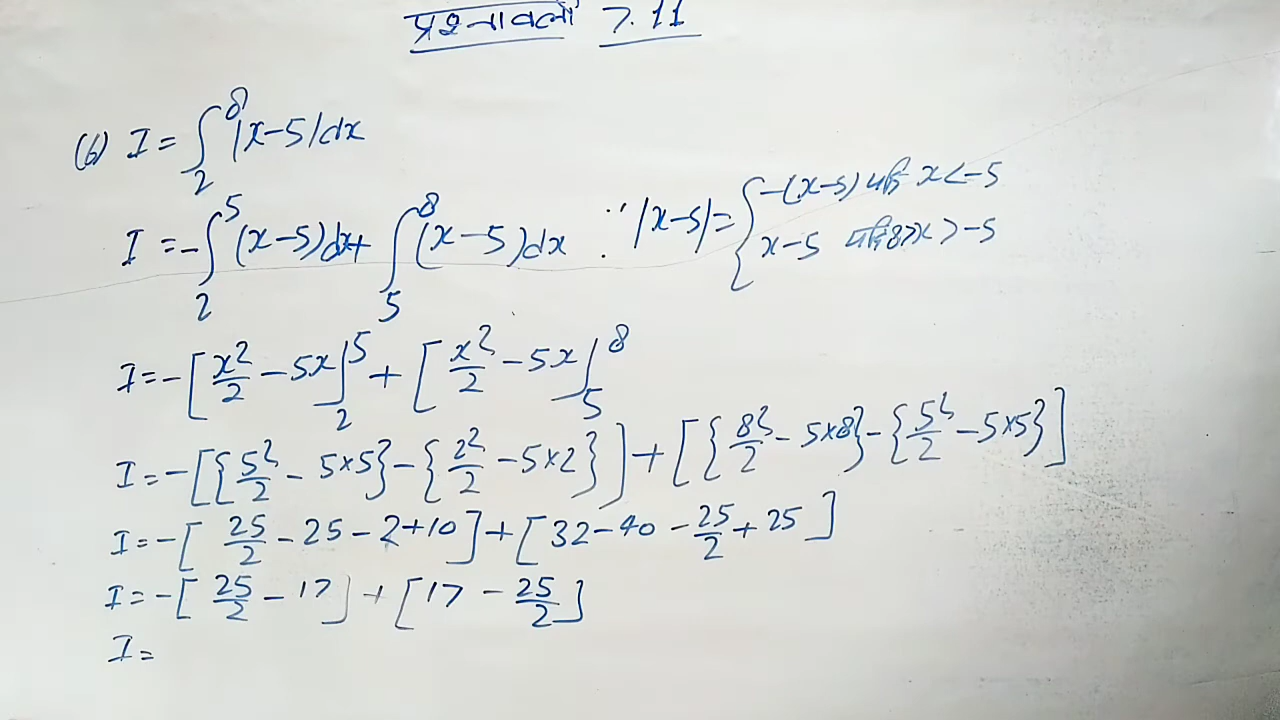 प्रश्नावली 7.11
(6) I = ∫₂⁸ |x-5| dx
I = -∫₂⁵ (x-5) dx + ∫₅⁸ (x-5) dx ∵ |x-5| = { -(x-5) यदि x < -5
x-5 यदि 8 > x > -5
I = -[x²/2 - 5x]₂⁵ + [x²/2 - 5x]₅⁸
I = -[{5²/2 - 5×5} - {2²/2 - 5×2}] + [{8²/2 - 5×8} - {5²/2 - 5×5}]
I = -[25/2 - 25 - 2 + 10] + [32 - 40 - 25/2 + 25]
I = -[25/2 - 17] + [17 - 25/2]
I =